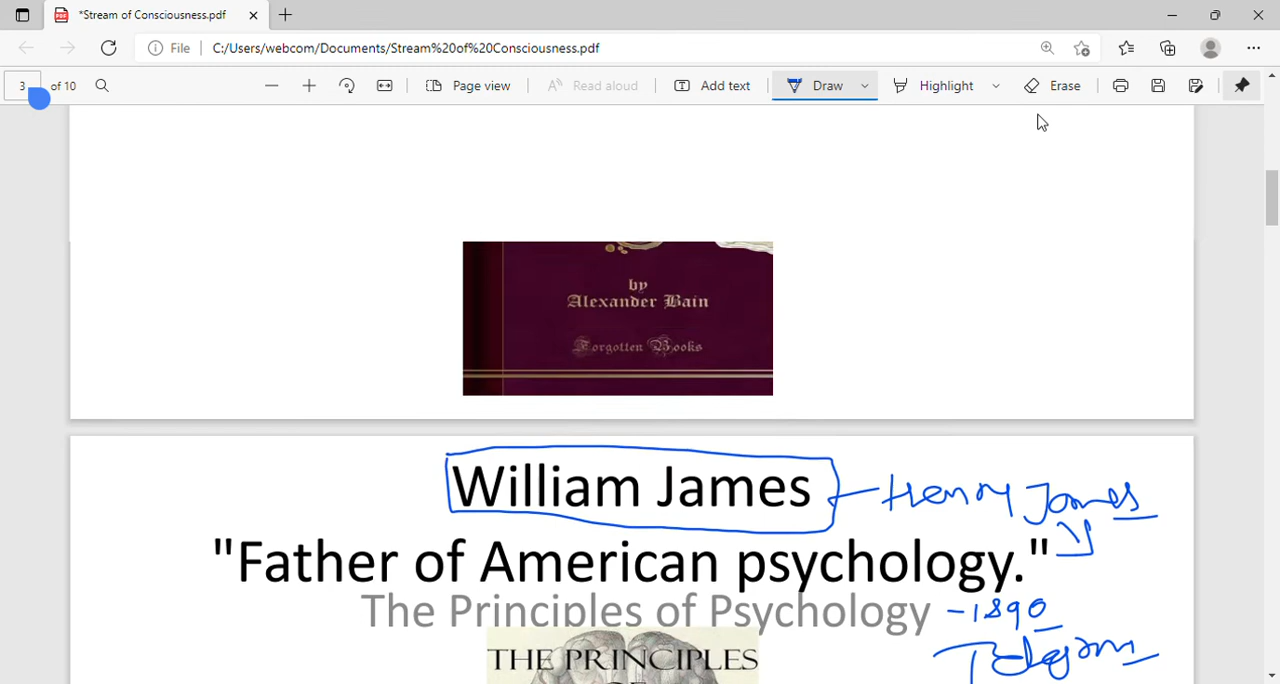 *Stream of Consciousness.pdf
File C:/Users/webcom/Documents/Stream%20of%20Consciousness.pdf
3 of 10 Page view Read aloud Add text Draw Highlight Erase
by
Alexander Bain
Forgotten Books
William James - Henry James
"Father of American psychology."
The Principles of Psychology - 1890
THE PRINCIPLES